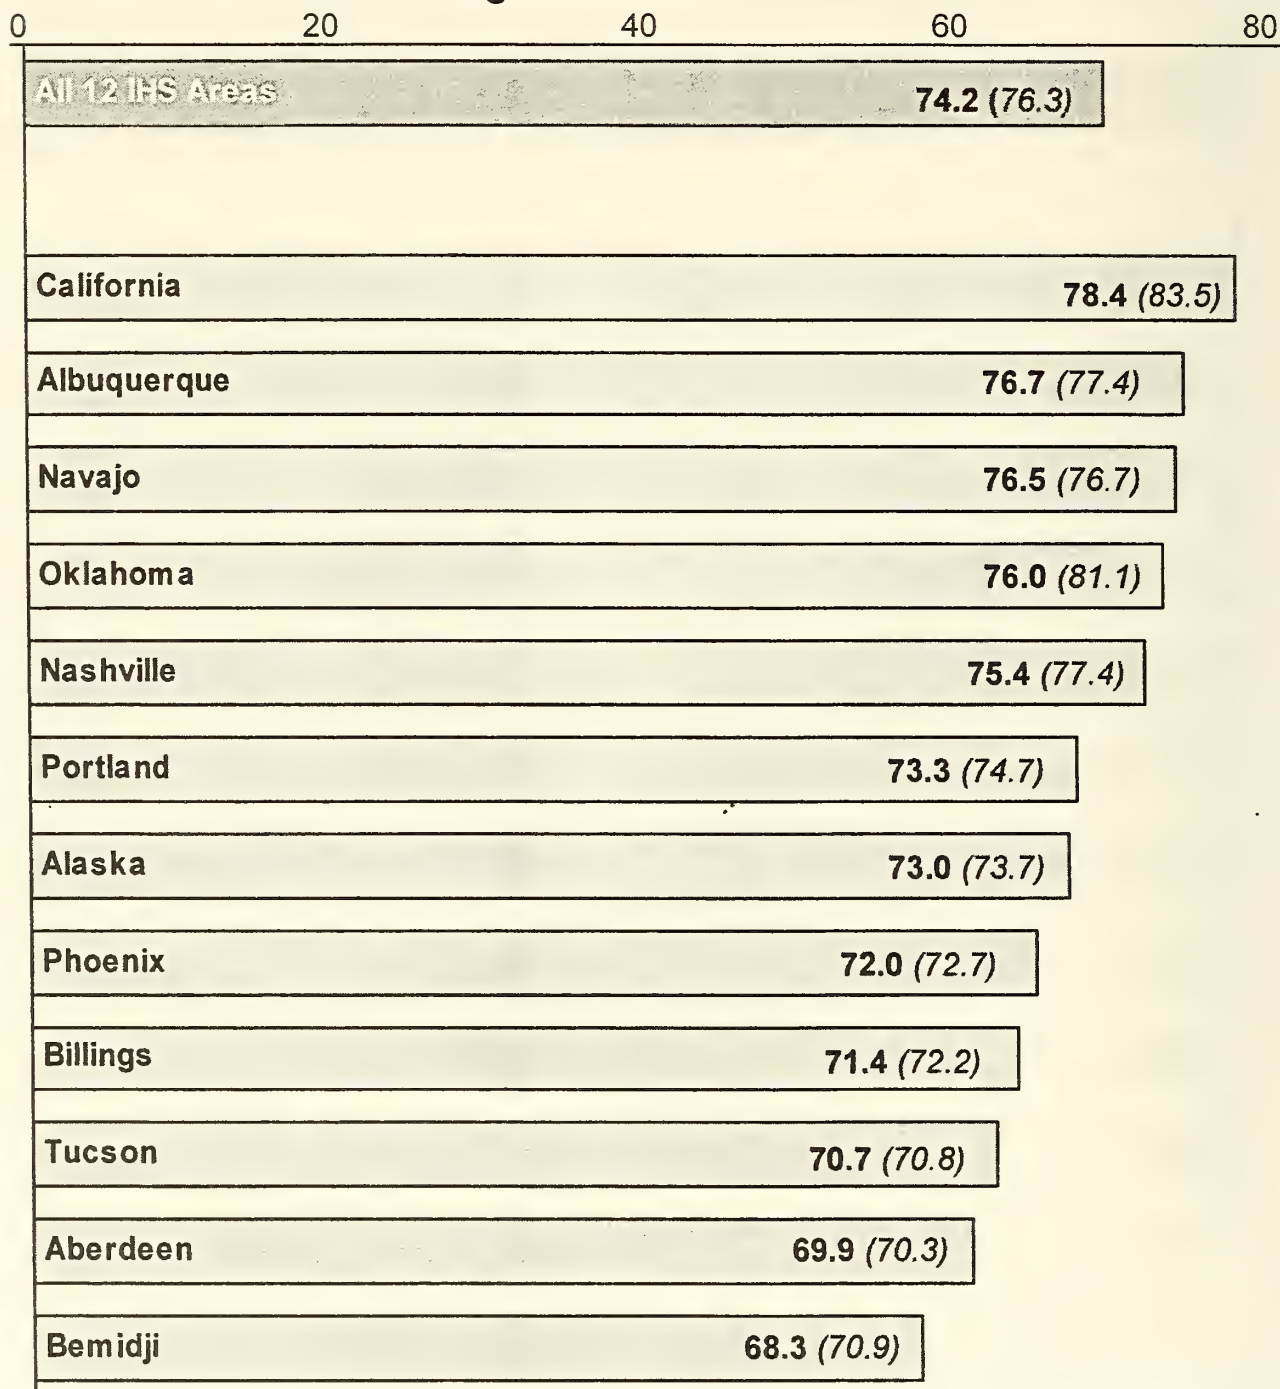 0 20 40 60 80
All 12 IHS Areas 74.2 (76.3)
California 78.4 (83.5)
Albuquerque 76.7 (77.4)
Navajo 76.5 (76.7)
Oklahoma 76.0 (81.1)
Nashville 75.4 (77.4)
Portland 73.3 (74.7)
Alaska 73.0 (73.7)
Phoenix 72.0 (72.7)
Billings 71.4 (72.2)
Tucson 70.7 (70.8)
Aberdeen 69.9 (70.3)
Bemidji 68.3 (70.9)